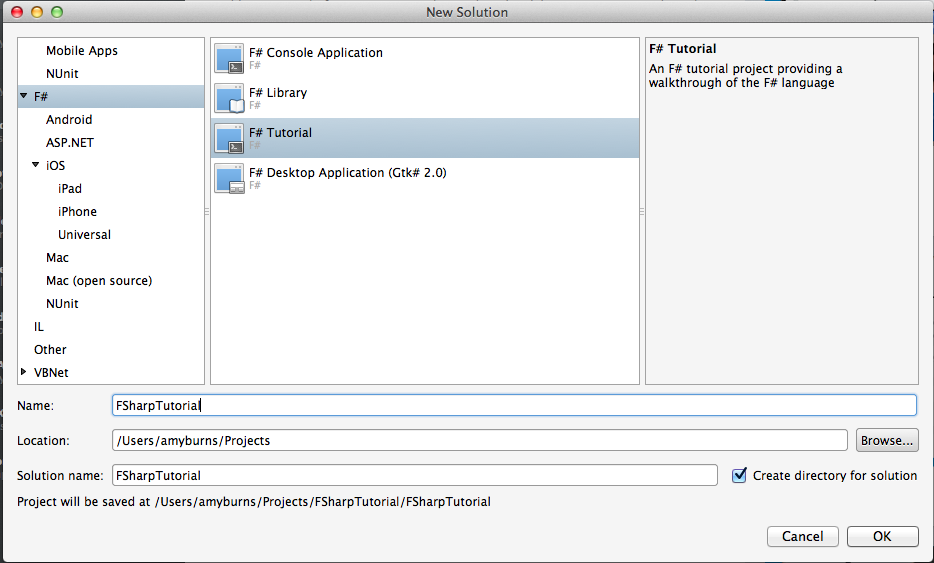 New Solution
Mobile Apps
NUnit
F#
Android
ASP.NET
iOS
iPad
iPhone
Universal
Mac
Mac (open source)
NUnit
IL
Other
VBNet
F# Console Application
F#
F# Library
F#
F# Tutorial
F#
F# Desktop Application (Gtk# 2.0)
F#
F# Tutorial
An F# tutorial project providing a
walkthrough of the F# language
Name:
FSharpTutorial
Location:
/Users/amyburns/Projects
Browse...
Solution name:
FSharpTutorial
Create directory for solution
Project will be saved at /Users/amyburns/Projects/FSharpTutorial/FSharpTutorial
Cancel
OK